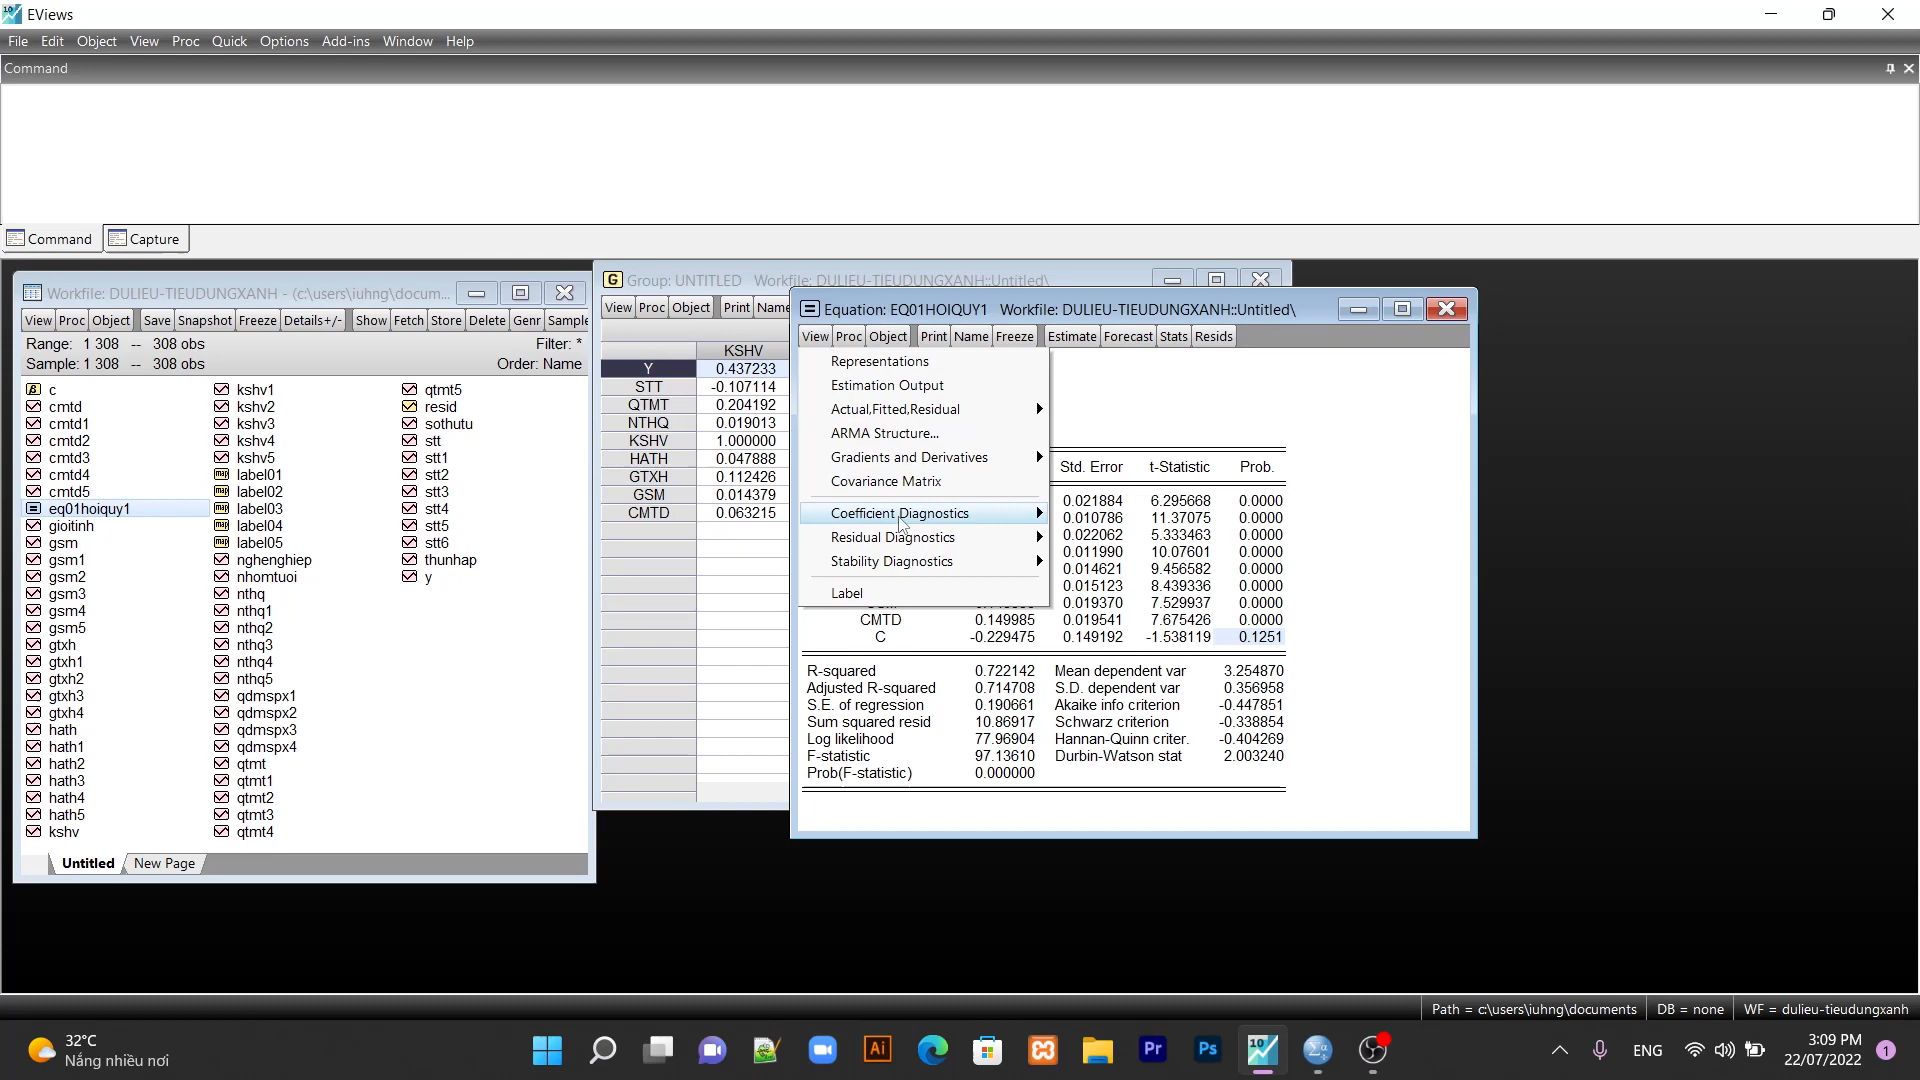 EViews
File Edit Object View Proc Quick Options Add-ins Window Help
Command
Command Capture
Workfile: DULIEU-TIEUDUNGXANH - (c:\users\iuhng\docum...
View Proc Object Save Snapshot Freeze Details+/- Show Fetch Store Delete Genr Sample
Range: 1 308 -- 308 obs Filter: *
Sample: 1 308 -- 308 obs Order: Name
c kshv1 qtmt5
cmtd kshv2 resid
cmtd1 kshv3 sothutu
cmtd2 kshv4 stt
cmtd3 kshv5 stt1
cmtd4 label01 stt2
cmtd5 label02 stt3
eq01hoiquy1 label03 stt4
gioitinh label04 stt5
gsm label05 stt6
gsm1 nghenghiep thunhap
gsm2 nhomtuoi y
gsm3 nthq
gsm4 nthq1
gsm5 nthq2
gtxh nthq3
gtxh1 nthq4
gtxh2 nthq5
gtxh3 qdmspx1
gtxh4 qdmspx2
hath qdmspx3
hath1 qdmspx4
hath2 qtmt
hath3 qtmt1
hath4 qtmt2
hath5 qtmt3
kshv qtmt4
Untitled New Page
Group: UNTITLED Workfile: DULIEU-TIEUDUNGXANH::Untitled\
View Proc Object Print Name
KSHV
Y 0.437233
STT -0.107114
QTMT 0.204192
NTHQ 0.019013
KSHV 1.000000
HATH 0.047888
GTXH 0.112426
GSM 0.014379
CMTD 0.063215
Equation: EQ01HOIQUY1 Workfile: DULIEU-TIEUDUNGXANH::Untitled\
View Proc Object Print Name Freeze Estimate Forecast Stats Resids
Representations
Estimation Output
Actual,Fitted,Residual
ARMA Structure...
Gradients and Derivatives
Covariance Matrix
Coefficient Diagnostics
Residual Diagnostics
Stability Diagnostics
Label
Std. Error t-Statistic Prob.
0.021884 6.295668 0.0000
0.010786 11.37075 0.0000
0.022062 5.333463 0.0000
0.011990 10.07601 0.0000
0.014621 9.456582 0.0000
0.015123 8.439336 0.0000
0.019370 7.529937 0.0000
CMTD 0.149985 0.019541 7.675426 0.0000
C -0.229475 0.149192 -1.538119 0.1251
R-squared 0.722142 Mean dependent var 3.254870
Adjusted R-squared 0.714708 S.D. dependent var 0.356958
S.E. of regression 0.190661 Akaike info criterion -0.447851
Sum squared resid 10.86917 Schwarz criterion -0.338854
Log likelihood 77.96904 Hannan-Quinn criter. -0.404269
F-statistic 97.13610 Durbin-Watson stat 2.003240
Prob(F-statistic) 0.000000
Path = c:\users\iuhng\documents DB = none WF = dulieu-tieudungxanh
32°C
Nắng nhiều nơi
Ai
Pr
Ps
10
ENG
3:09 PM
22/07/2022
1